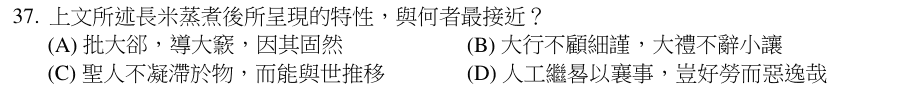 37. 上文所述長米蒸煮後所呈現的特性，與何者最接近？
(A) 批大郤，導大窾，因其固然 (B) 大行不顧細謹，大禮不辭小讓
(C) 聖人不凝滯於物，而能與世推移 (D) 人工繼晷以襄事，豈好勞而惡逸哉